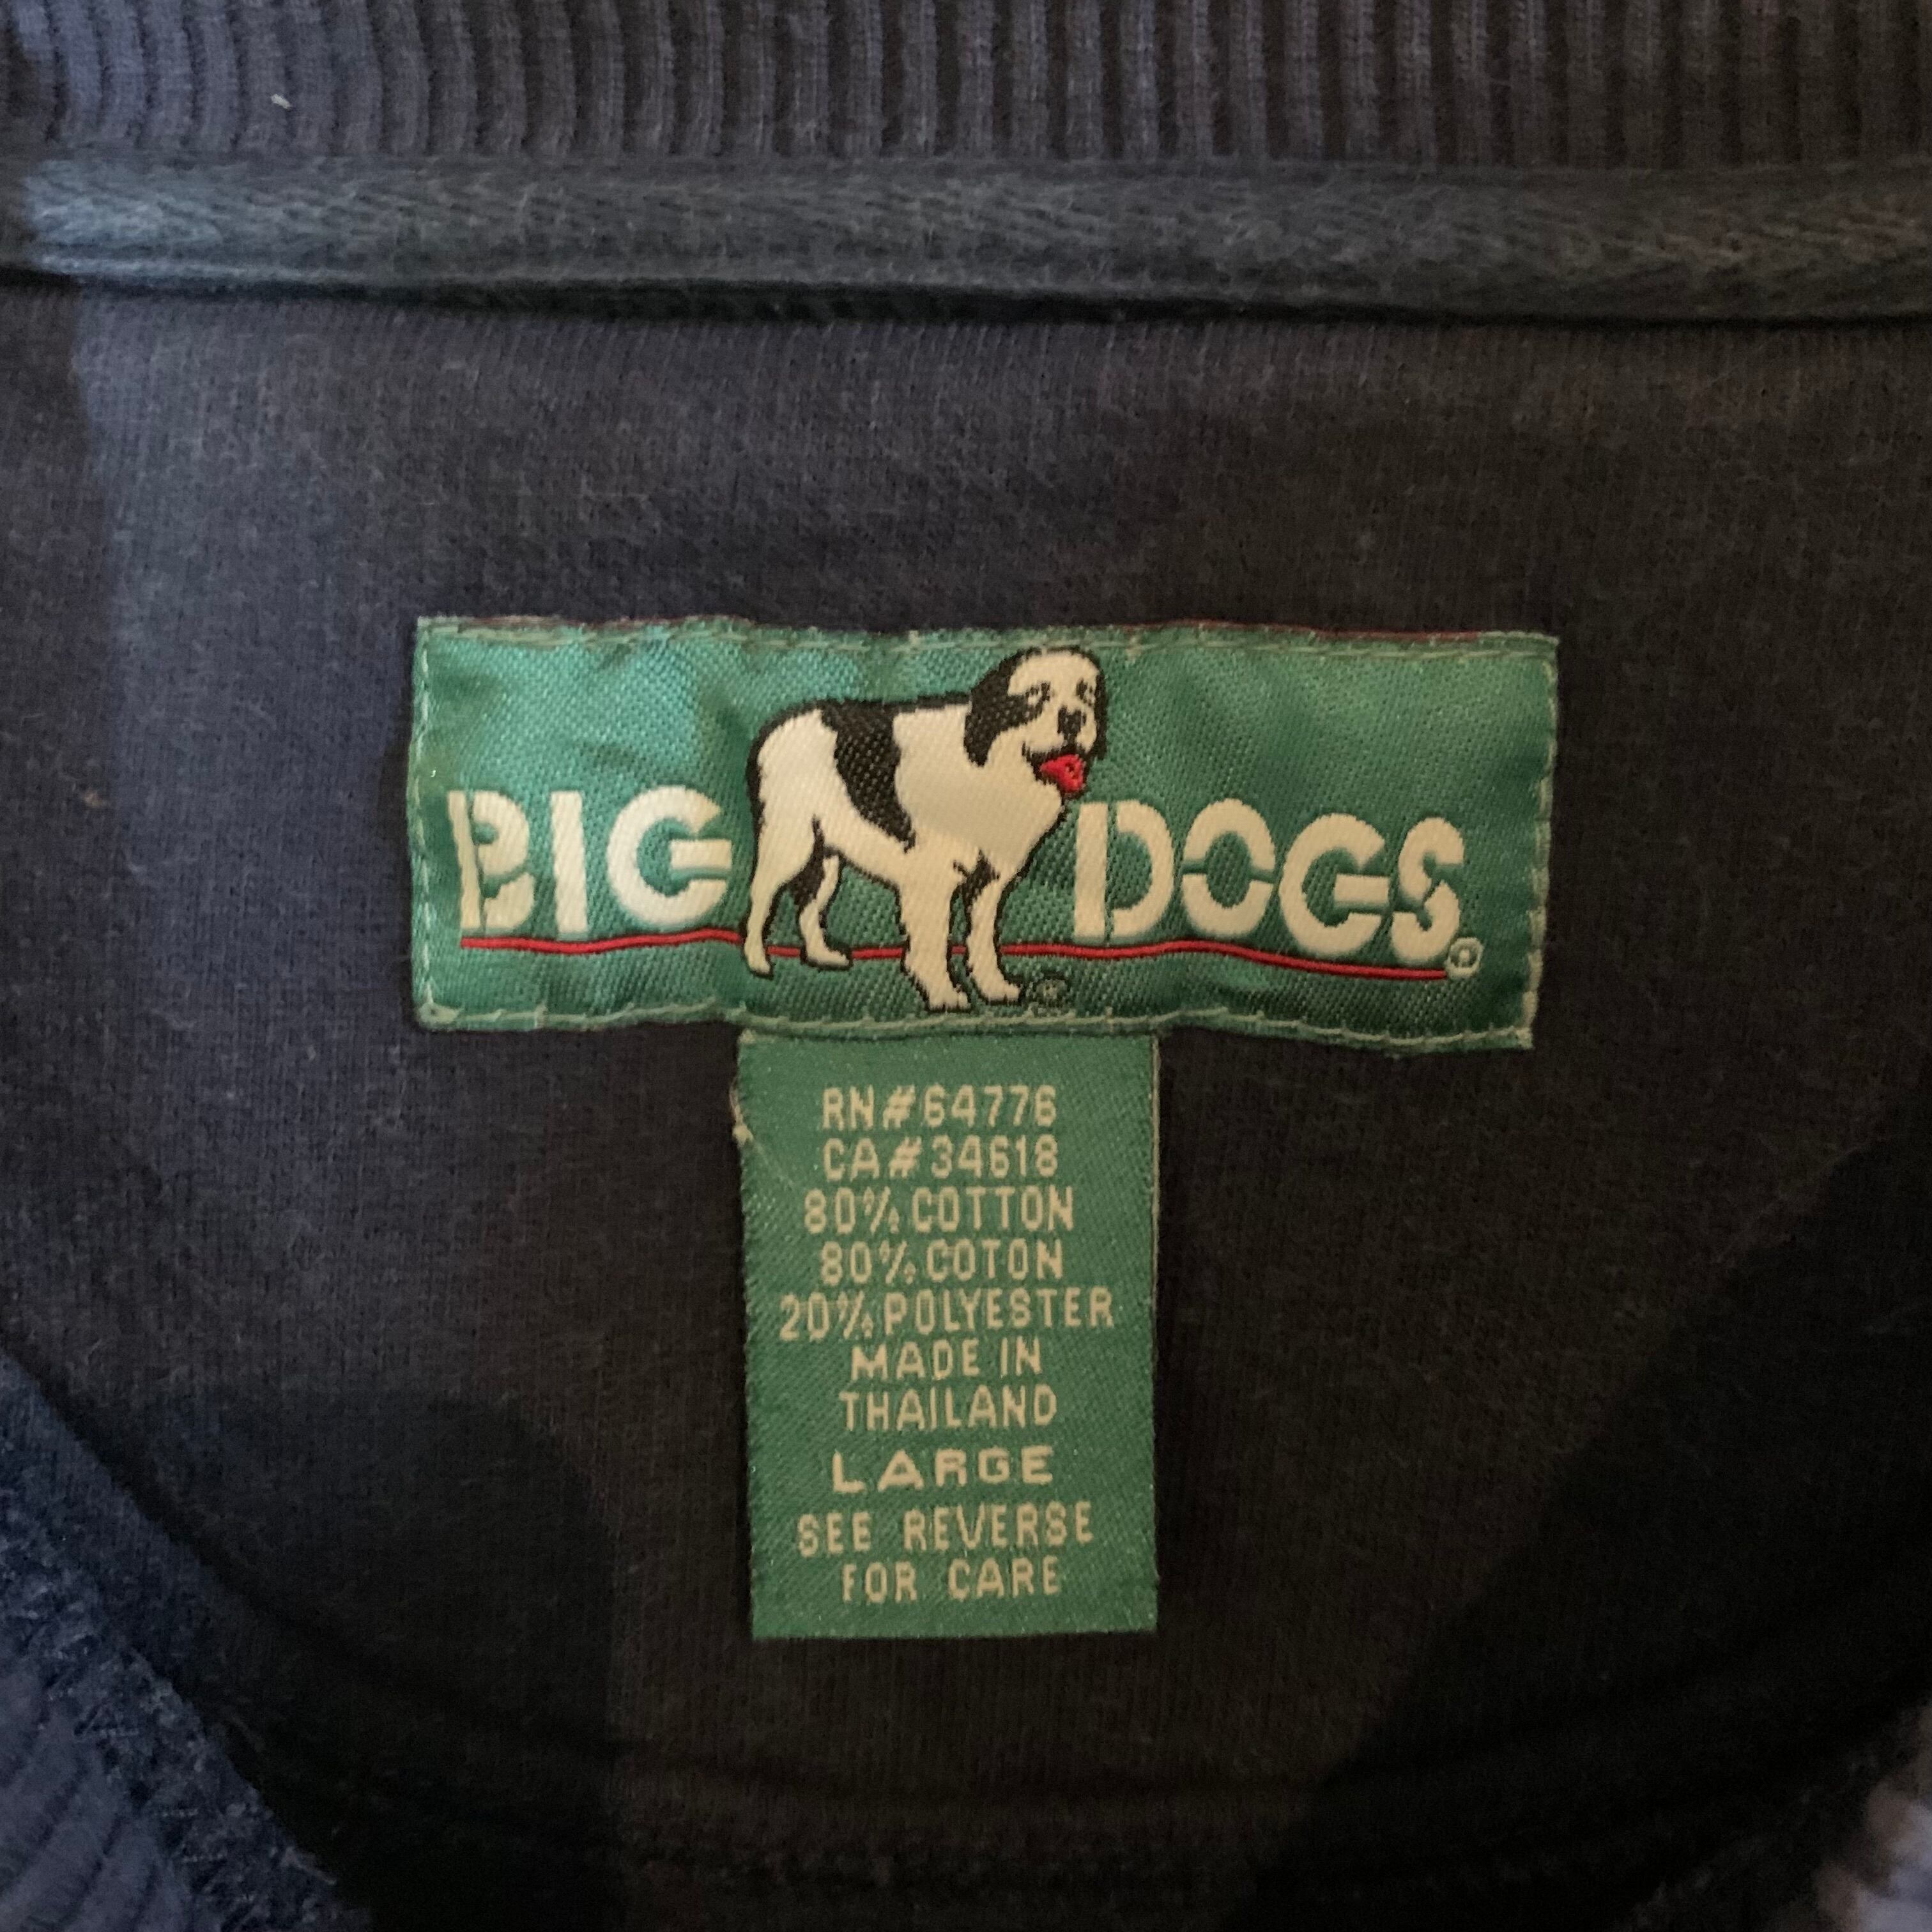 BIG DOGS®
RN#64776
CA#34618
80% COTTON
80% COTON
20% POLYESTER
MADE IN
THAILAND
LARGE
SEE REVERSE
FOR CARE